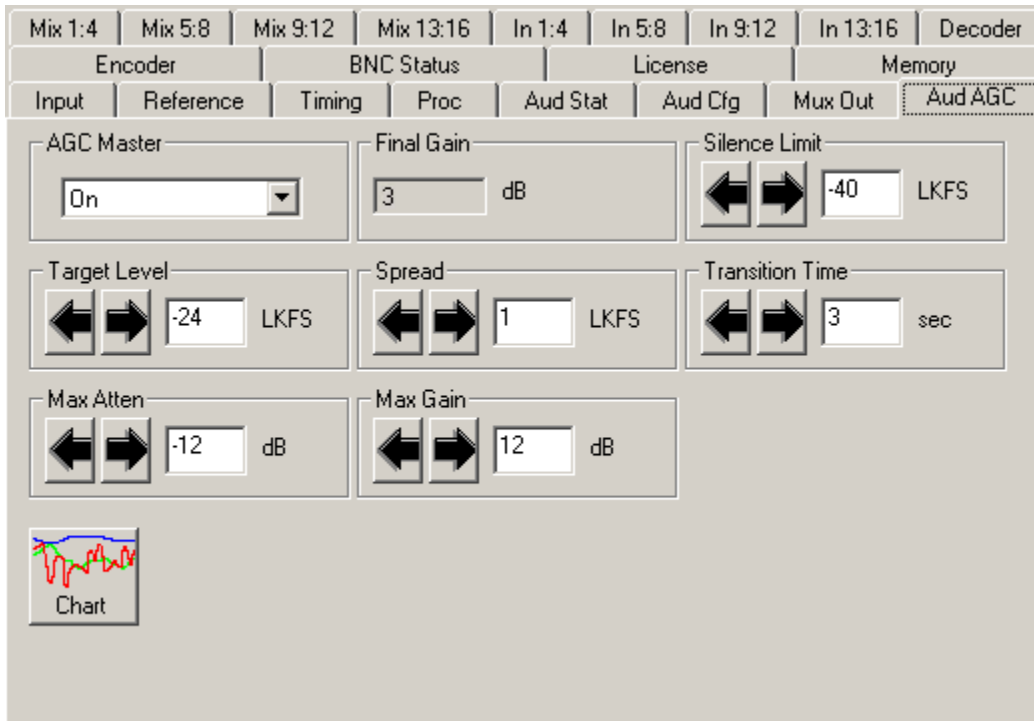 Mix 1:4 Mix 5:8 Mix 9:12 Mix 13:16 In 1:4 In 5:8 In 9:12 In 13:16 Decoder
Encoder BNC Status License Memory
Input Reference Timing Proc Aud Stat Aud Cfg Mux Out Aud AGC
AGC Master Final Gain Silence Limit
On 3 dB -40 LKFS
Target Level Spread Transition Time
-24 LKFS 1 LKFS 3 sec
Max Atten Max Gain
-12 dB 12 dB
Chart